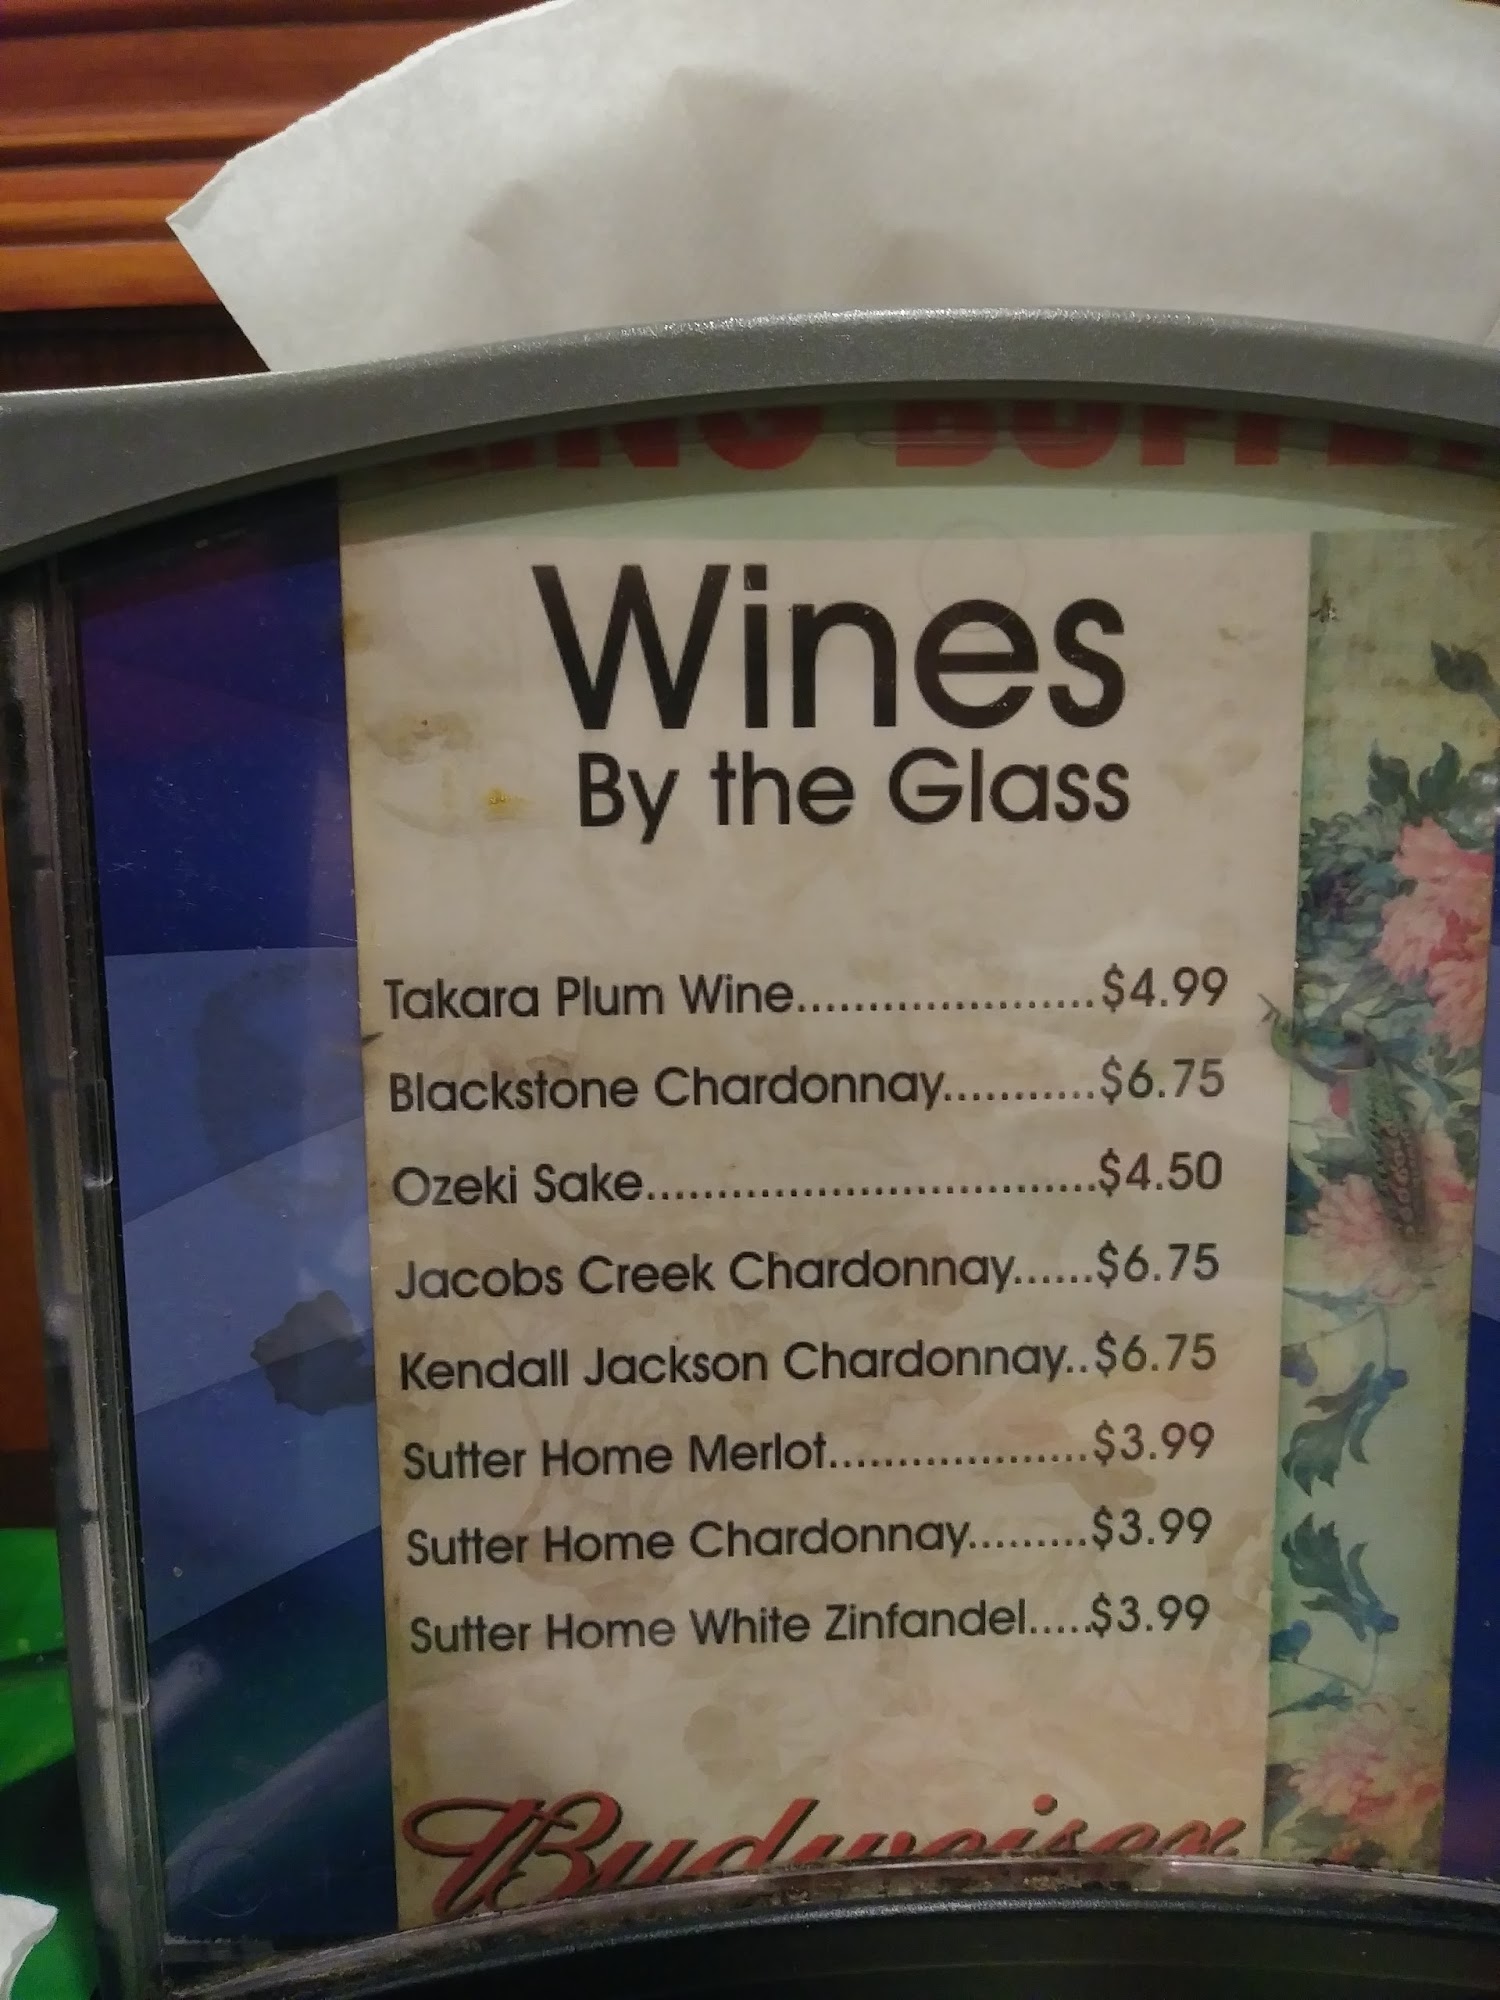 KING BUFFET
Wines
By the Glass
Takara Plum Wine.....................$4.99
Blackstone Chardonnay...........$6.75
Ozeki Sake................................$4.50
Jacobs Creek Chardonnay......$6.75
Kendall Jackson Chardonnay..$6.75
Sutter Home Merlot...................$3.99
Sutter Home Chardonnay.........$3.99
Sutter Home White Zinfandel.....$3.99
Budweiser